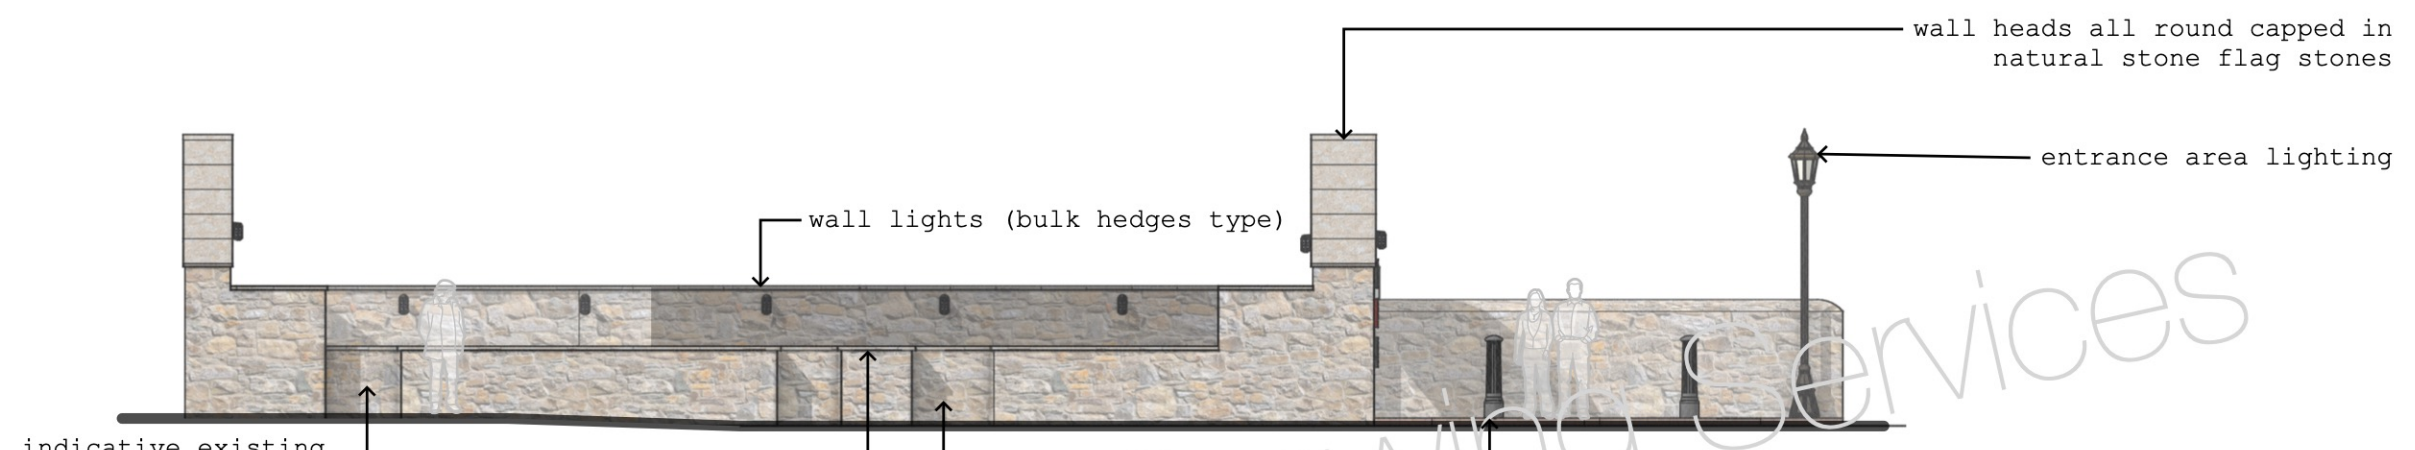 wall heads all round capped in
natural stone flag stones
entrance area lighting
wall lights (bulk hedges type)
Services
indicative existing